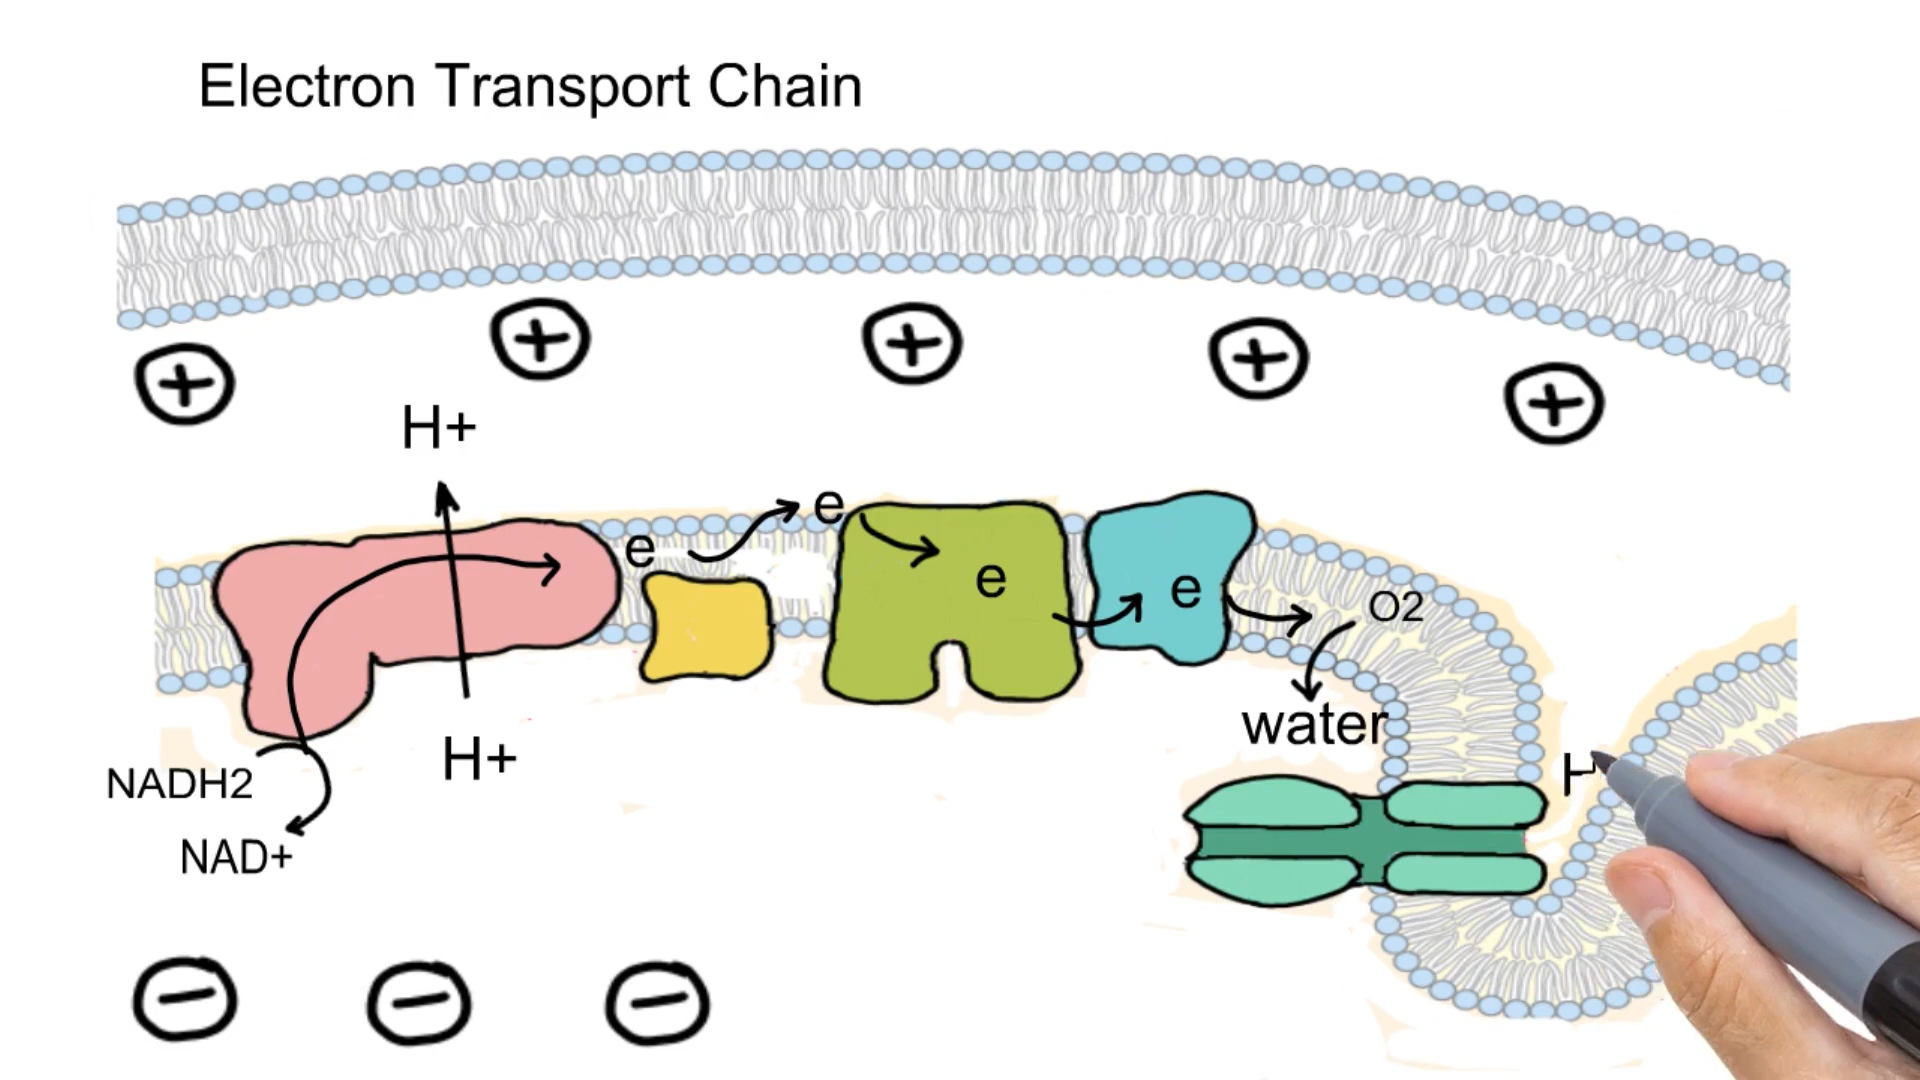 Electron Transport Chain
H+
e
e
e
e
O2
water
H+
NADH2
NAD+
H